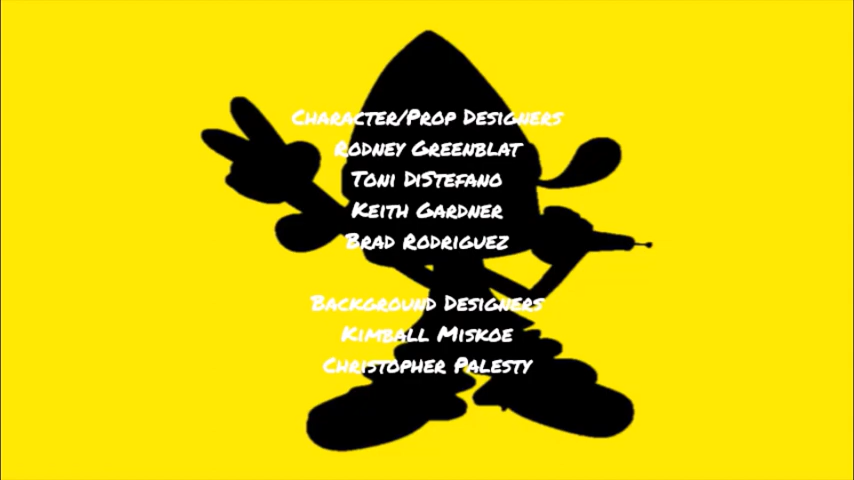 Character/Prop Designers
Rodney Greenblat
Toni DiStefano
Keith Gardner
Brad Rodriguez
Background Designers
Kimball Miskoe
Christopher Palesty